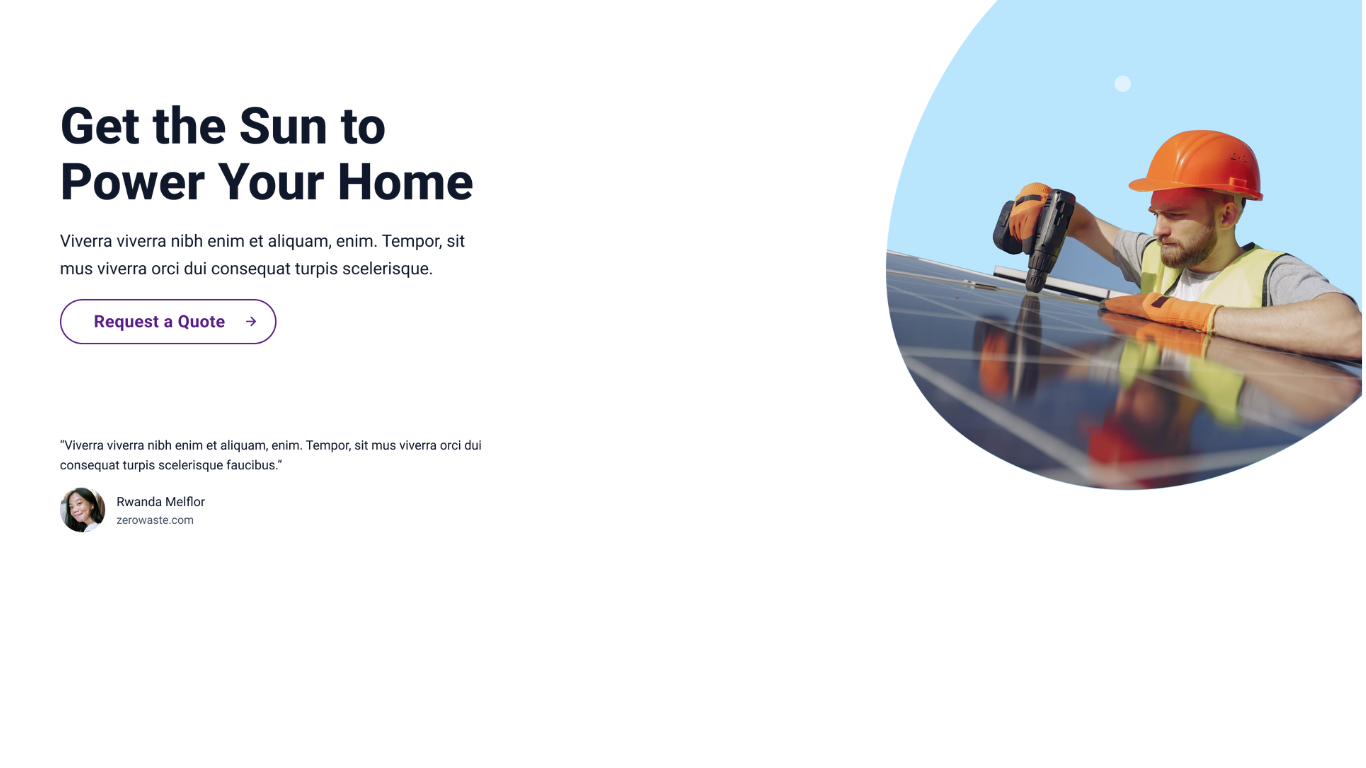 Get the Sun to
Power Your Home
Viverra viverra nibh enim et aliquam, enim. Tempor, sit
mus viverra orci dui consequat turpis scelerisque.
Request a Quote →
“Viverra viverra nibh enim et aliquam, enim. Tempor, sit mus viverra orci dui
consequat turpis scelerisque faucibus.”
Rwanda Melflor
zerowaste.com